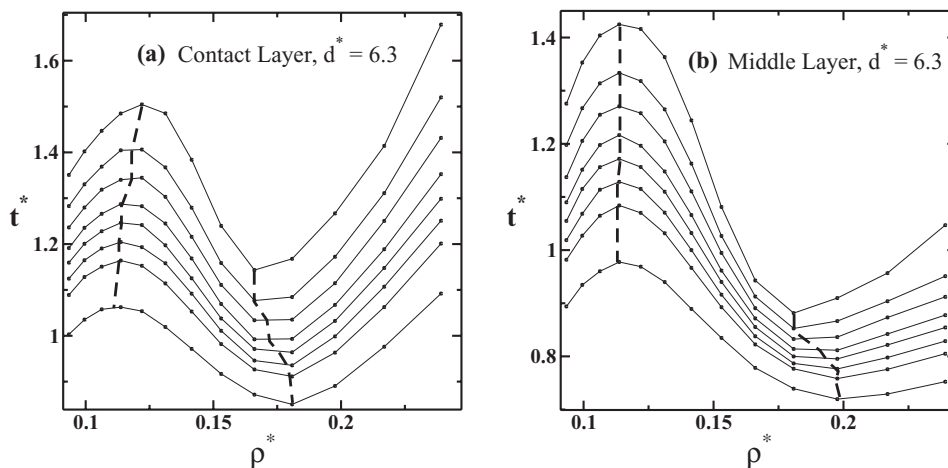 (a) Contact Layer, d* = 6.3
t*
1.6
1.4
1.2
1
0.1
0.15
0.2
ρ*
(b) Middle Layer, d* = 6.3
t*
1.4
1.2
1
0.8
0.1
0.15
0.2
ρ*